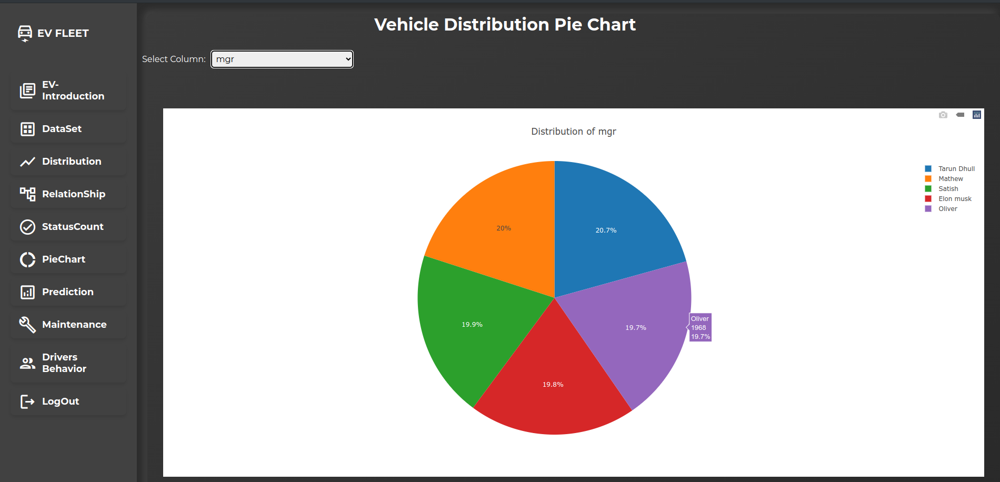 EV FLEET
EV-
Introduction
DataSet
Distribution
RelationShip
StatusCount
PieChart
Prediction
Maintenance
Drivers
Behavior
LogOut
Vehicle Distribution Pie Chart
Select Column: mgr
Distribution of mgr
Tarun Dhull
Mathew
Satish
Elon musk
Oliver
20%
20.7%
19.9%
19.7%
19.8%
Oliver
1968
19.7%